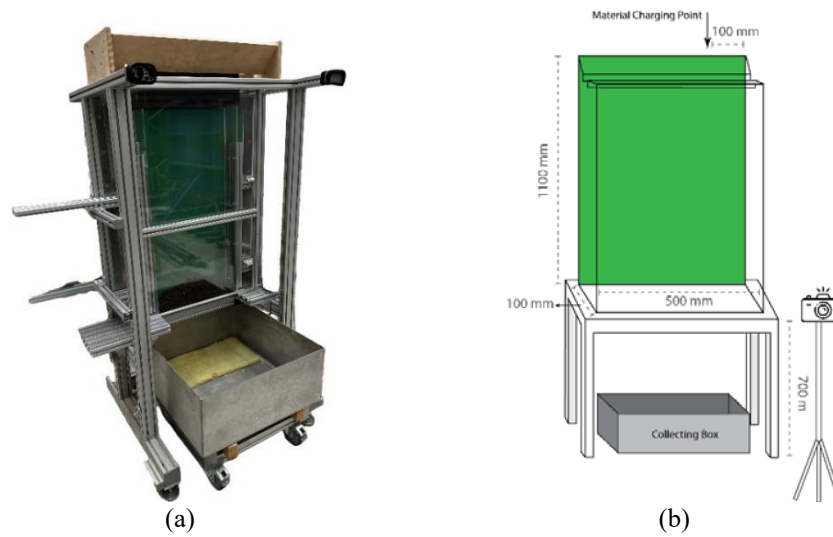 Material Charging Point
100 mm
1100 mm
100 mm
500 mm
700 m
Collecting Box
(a)
(b)